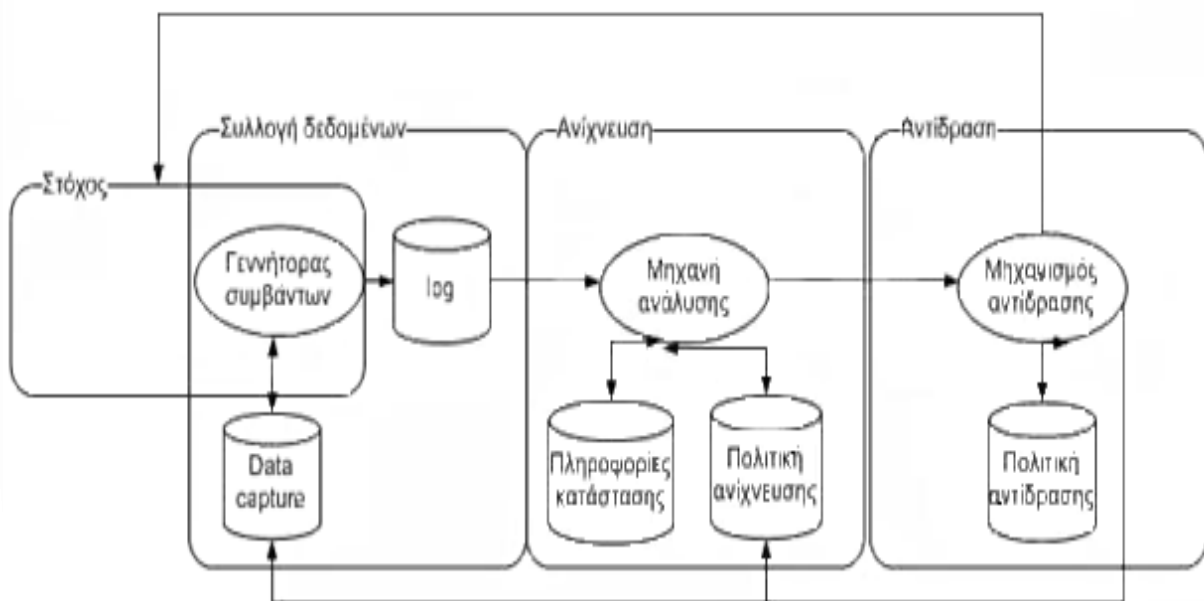 Συλλογή δεδομένων
Ανίχνευση
Αντίδραση
Στόχος
Γεννήτορας
συμβάντων
log
Μηχανή
ανάλυσης
Μηχανισμός
αντίδρασης
Data
capture
Πληροφορίες
κατάστασης
Πολιτική
ανίχνευσης
Πολιτική
αντίδρασης